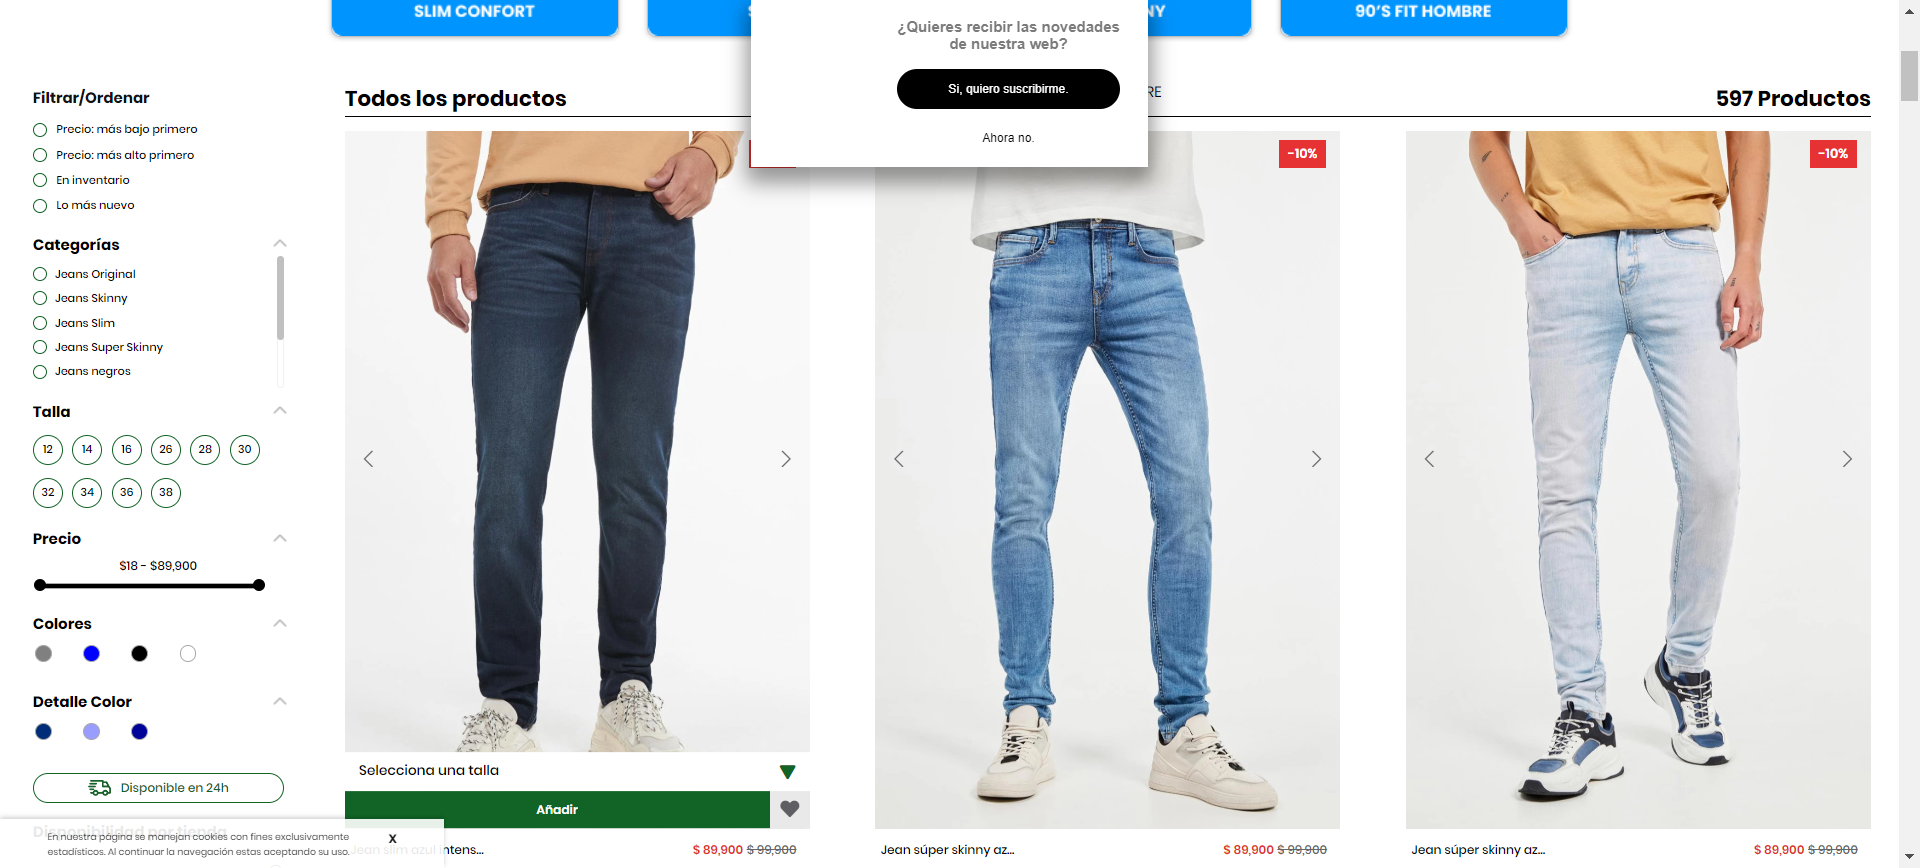 SLIM CONFORT
NY
90'S FIT HOMBRE
¿Quieres recibir las novedades
de nuestra web?
Si, quiero suscribirme.
Ahora no.
Filtrar/Ordenar
Precio: más bajo primero
Precio: más alto primero
En inventario
Lo más nuevo
Categorías
Jeans Original
Jeans Skinny
Jeans Slim
Jeans Super Skinny
Jeans negros
Talla
12 14 16 26 28 30
32 34 36 38
Precio
$18 - $89,900
Colores
Detalle Color
Disponible en 24h
Disponibilidad por tienda
En nuestra página se manejan cookies con fines exclusivamente
estadísticos. Al continuar la navegación estas aceptando su uso.
X
Todos los productos
RE
597 Productos
-10%
-10%
Selecciona una talla
Añadir
Jean slim azul intens...
$ 89,900 $ 99,900
Jean súper skinny az...
$ 89,900 $ 99,900
Jean súper skinny az...
$ 89,900 $ 99,900